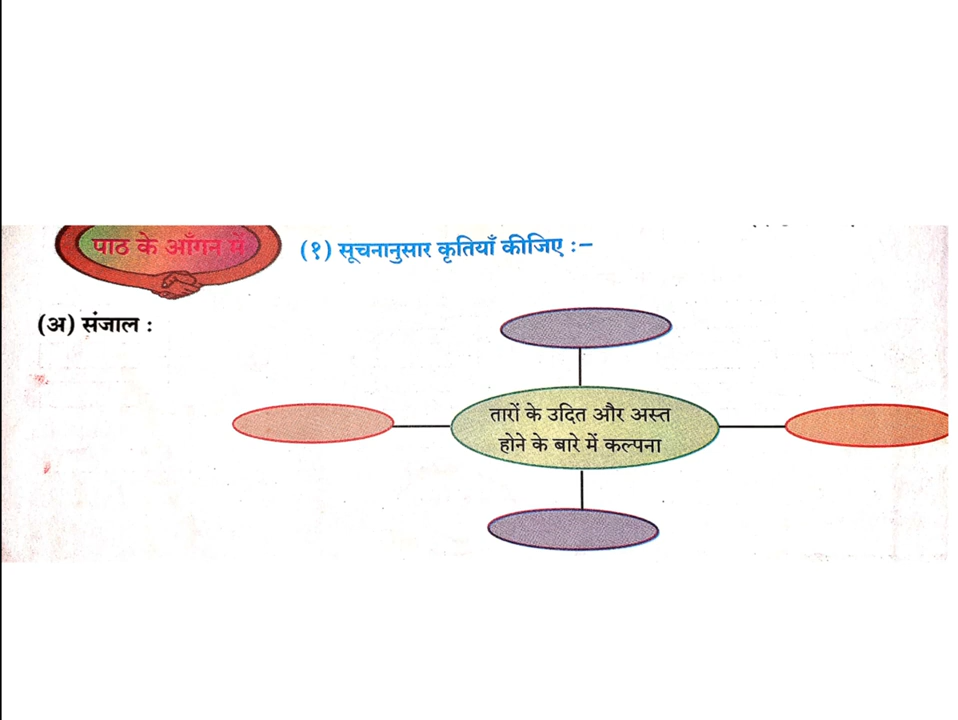 पाठ के आँगन में
(१) सूचनानुसार कृतियाँ कीजिए :-
(अ) संजाल :
तारों के उदित और अस्त
होने के बारे में कल्पना